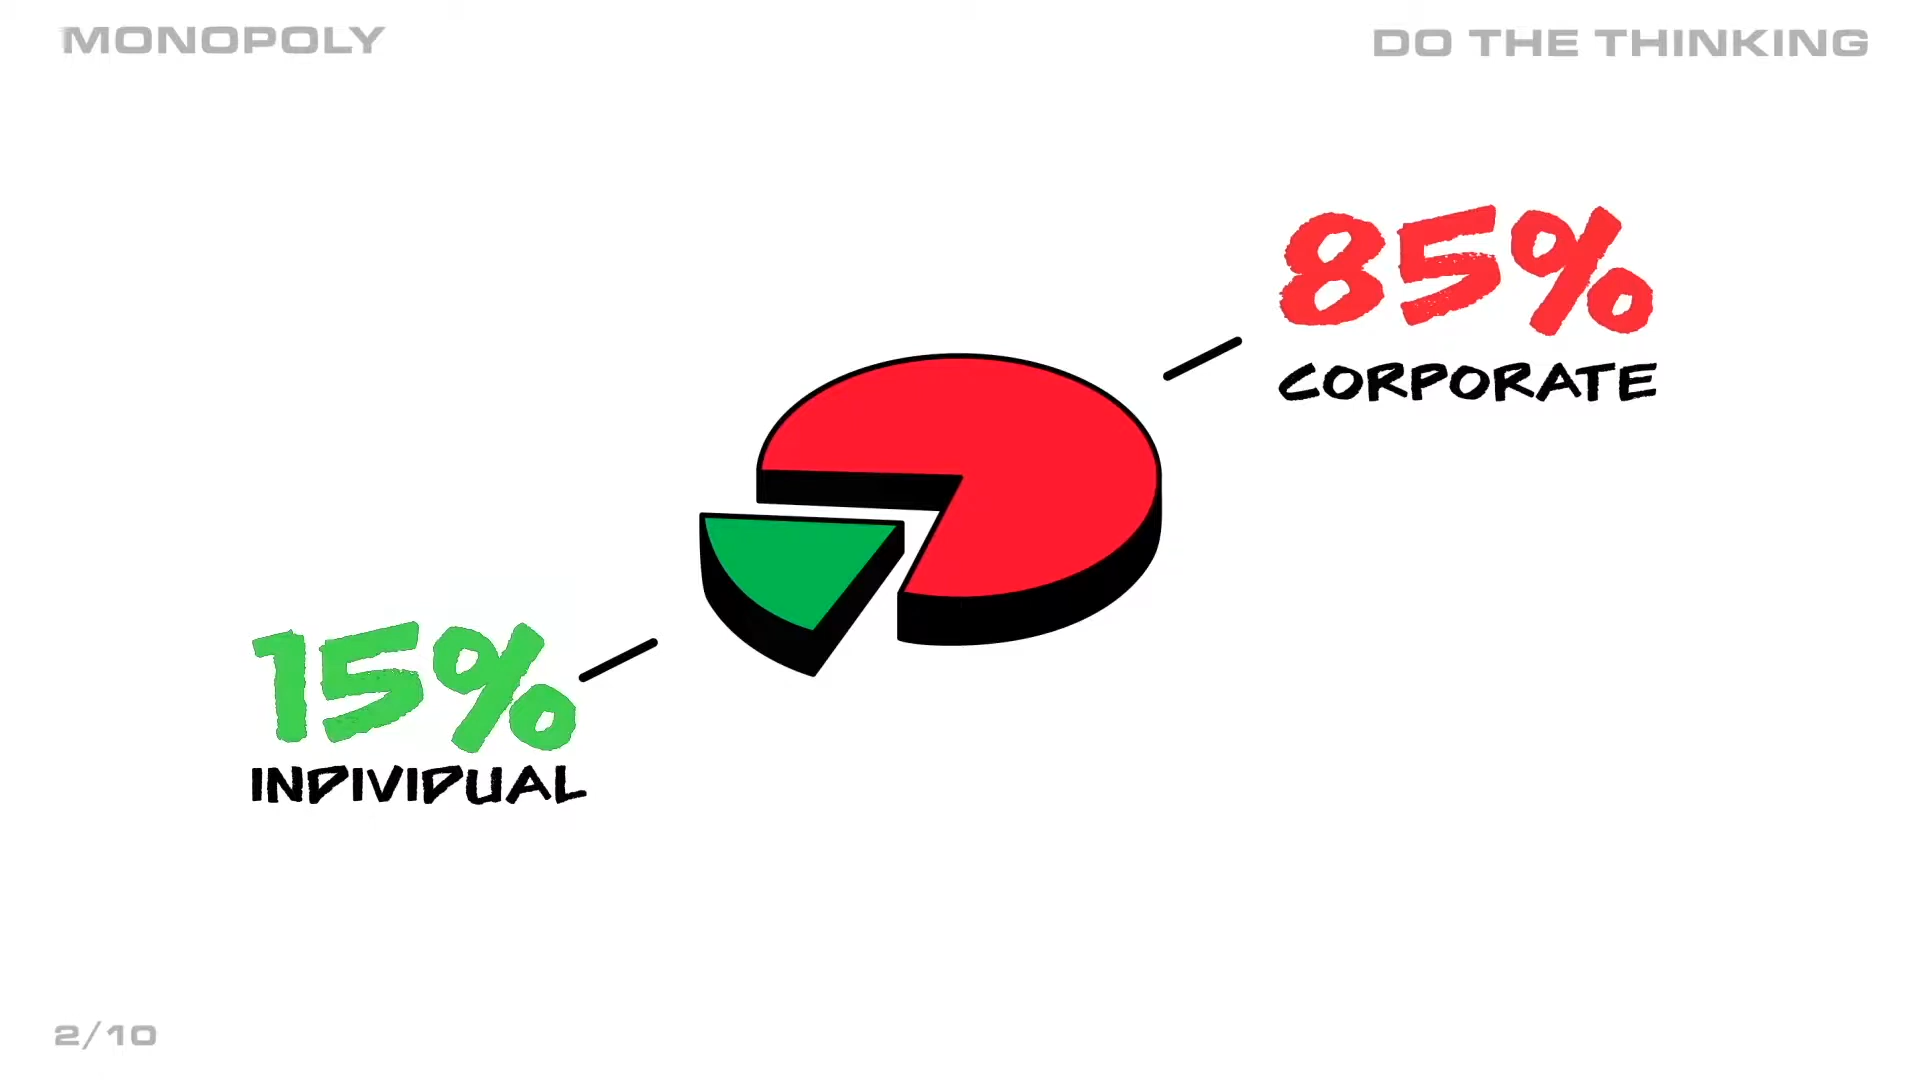 MONOPOLY
DO THE THINKING
85%
CORPORATE
15%
INDIVIDUAL
2/10